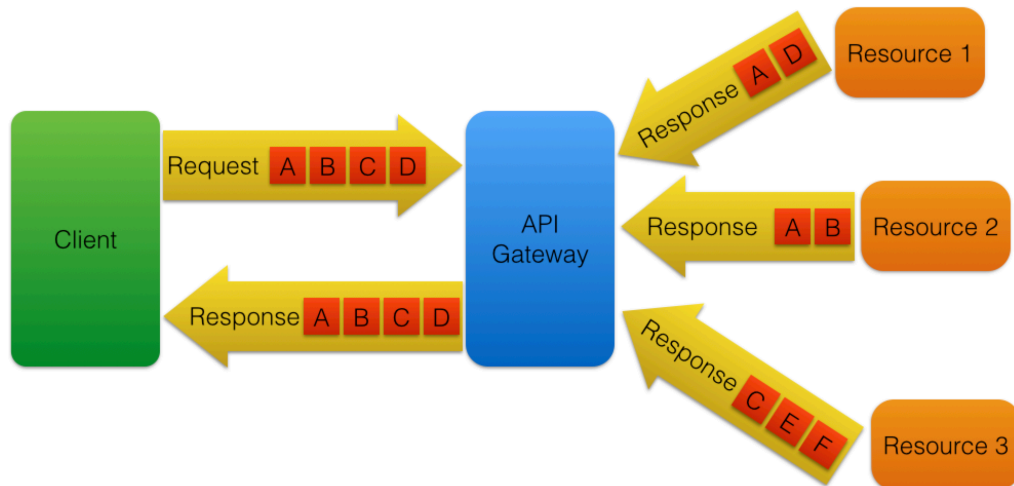 Client
Request A B C D
Response A B C D
API
Gateway
Response A D
Resource 1
Response A B
Resource 2
Response C E F
Resource 3